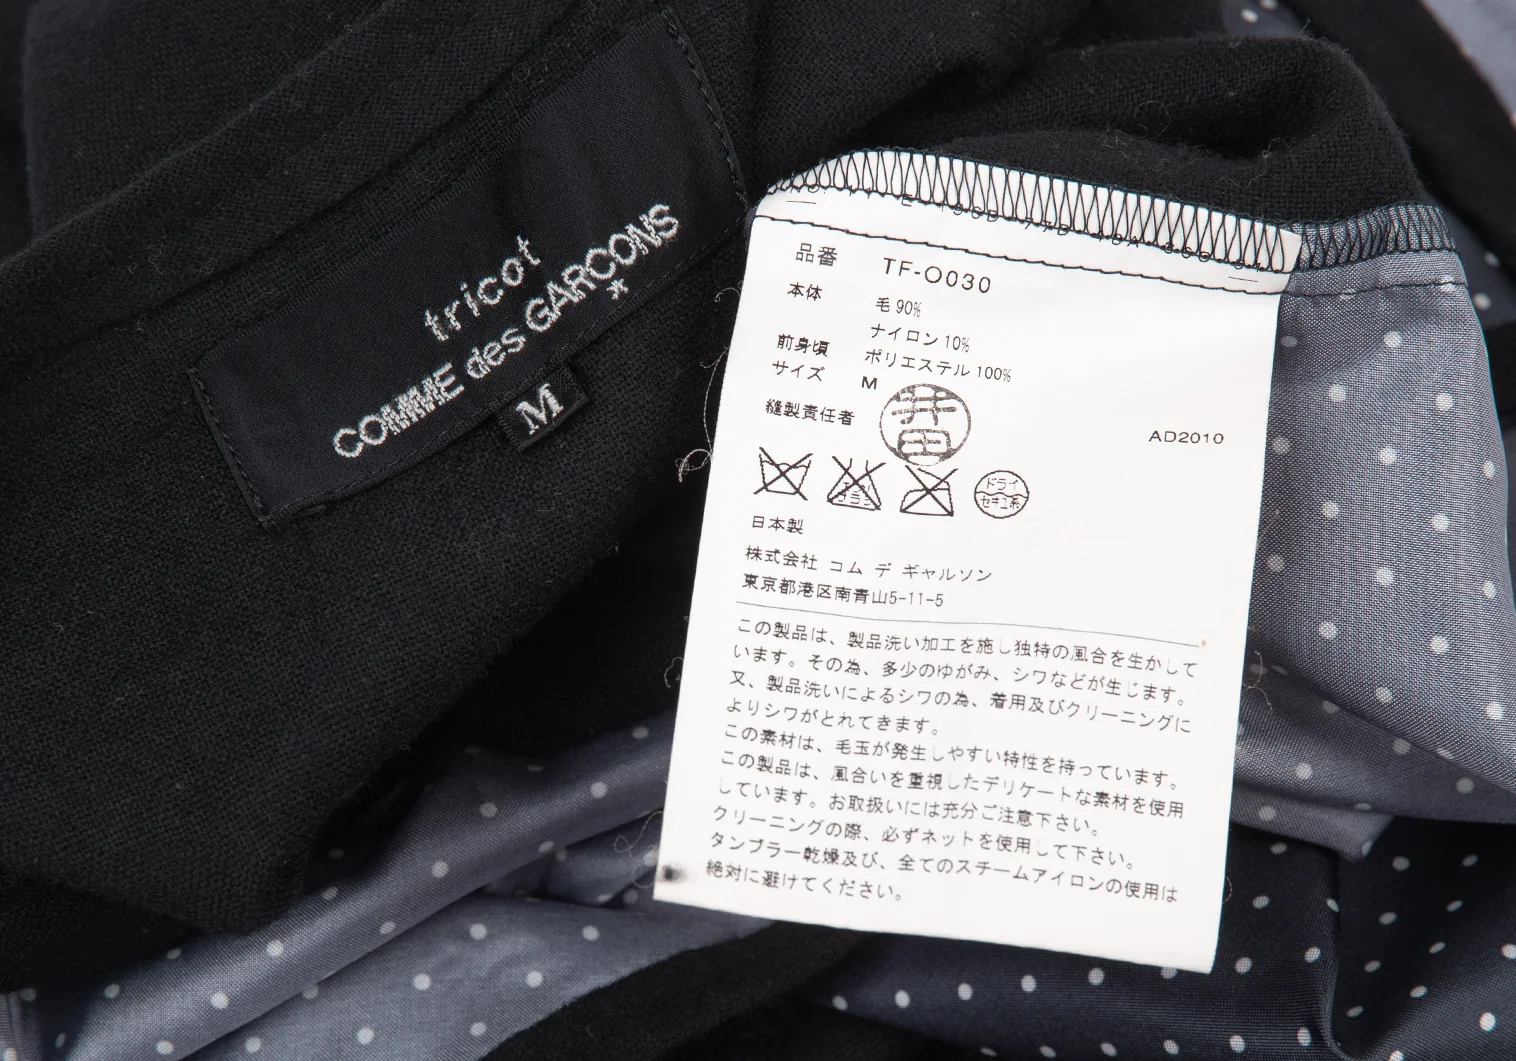 tricot
COMME des GARÇONS
*
M
品番 TF-O030
本体 毛 90%
ナイロン 10%
前身頃 ポリエステル 100%
サイズ M
縫製責任者 井田
AD2010
ドライ
セキユ系
日本製
株式会社 コム デ ギャルソン
東京都港区南青山5-11-5
この製品は、製品洗い加工を施し独特の風合を生かして
います。その為、多少のゆがみ、シワなどが生じます。
又、製品洗いによるシワの為、着用及びクリーニングに
よりシワがとれてきます。
この素材は、毛玉が発生しやすい特性を持っています。
この製品は、風合いを重視したデリケートな素材を使用
しています。お取扱いには充分ご注意下さい。
クリーニングの際、必ずネットを使用して下さい。
タンブラー乾燥及び、全てのスチームアイロンの使用は
絶対に避けてください。